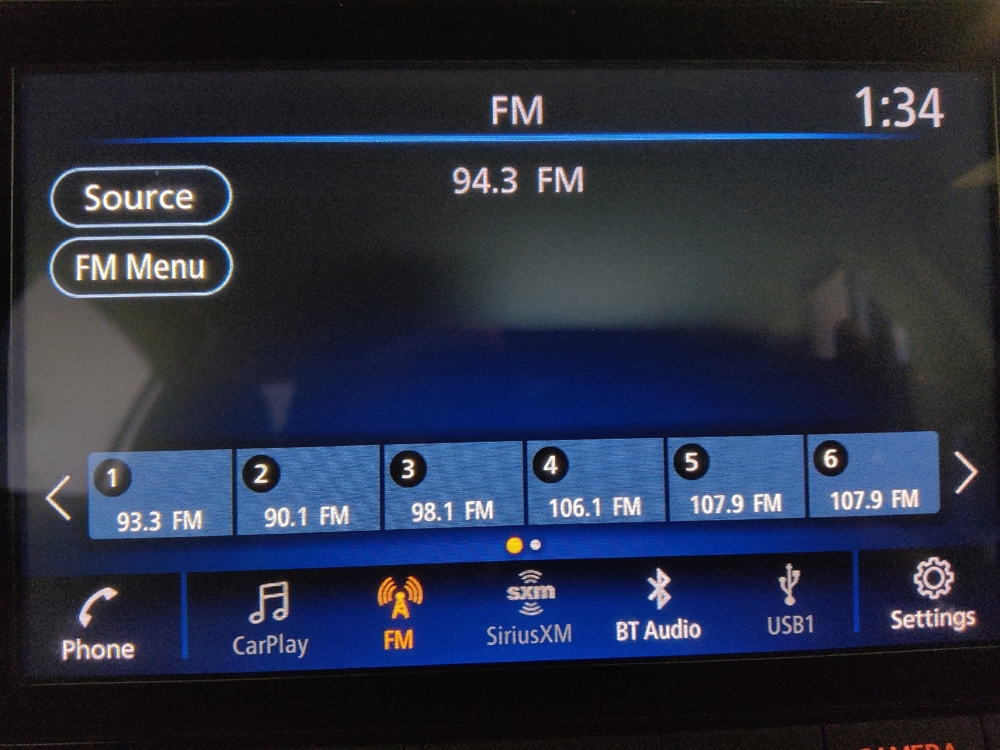 FM
1:34
94.3 FM
Source
FM Menu
1
2
3
4
5
6
93.3 FM
90.1 FM
98.1 FM
106.1 FM
107.9 FM
107.9 FM
sxm
Phone
CarPlay
FM
SiriusXM
BT Audio
USB1
Settings
CAMERA